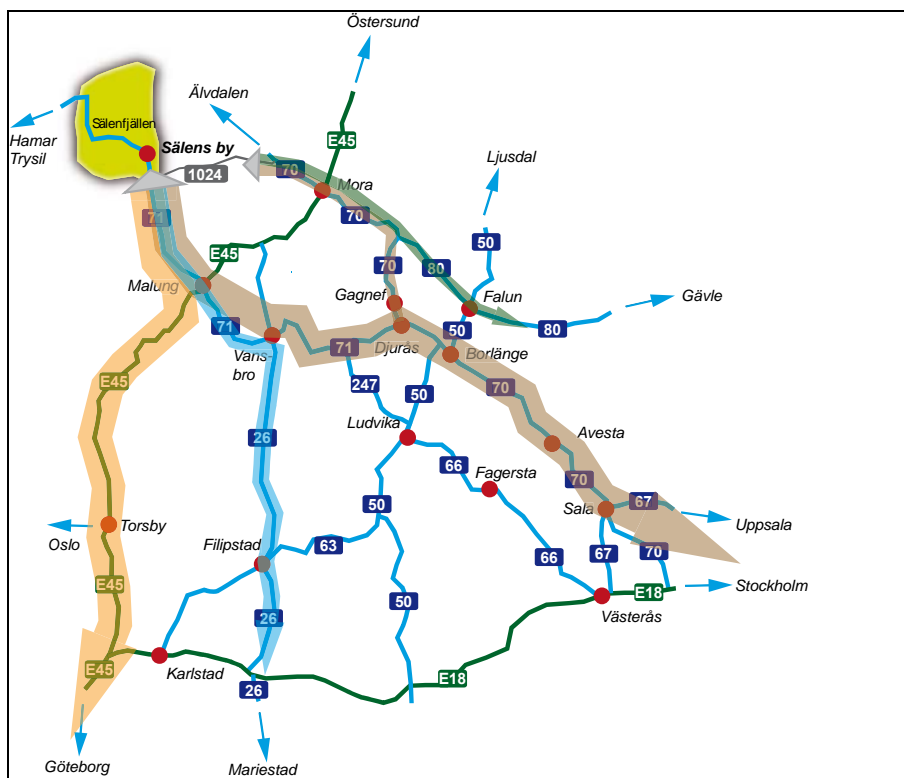 Östersund
Älvdalen
E45
Sälenfjällen
Hamar
Trysil
Sälens by
Ljusdal
1024
70
Mora
71
70
50
E45
70
80
Malung
Gagnef
Falun
Gävle
71
50
80
Vans-
bro
71
Djurås
Borlänge
E45
247
50
70
Ludvika
26
Avesta
66
Fagersta
70
50
Sala
67
Torsby
Uppsala
Oslo
Filipstad
63
66
67
70
E45
50
Stockholm
E18
26
Västerås
E45
Karlstad
E18
26
Göteborg
Mariestad